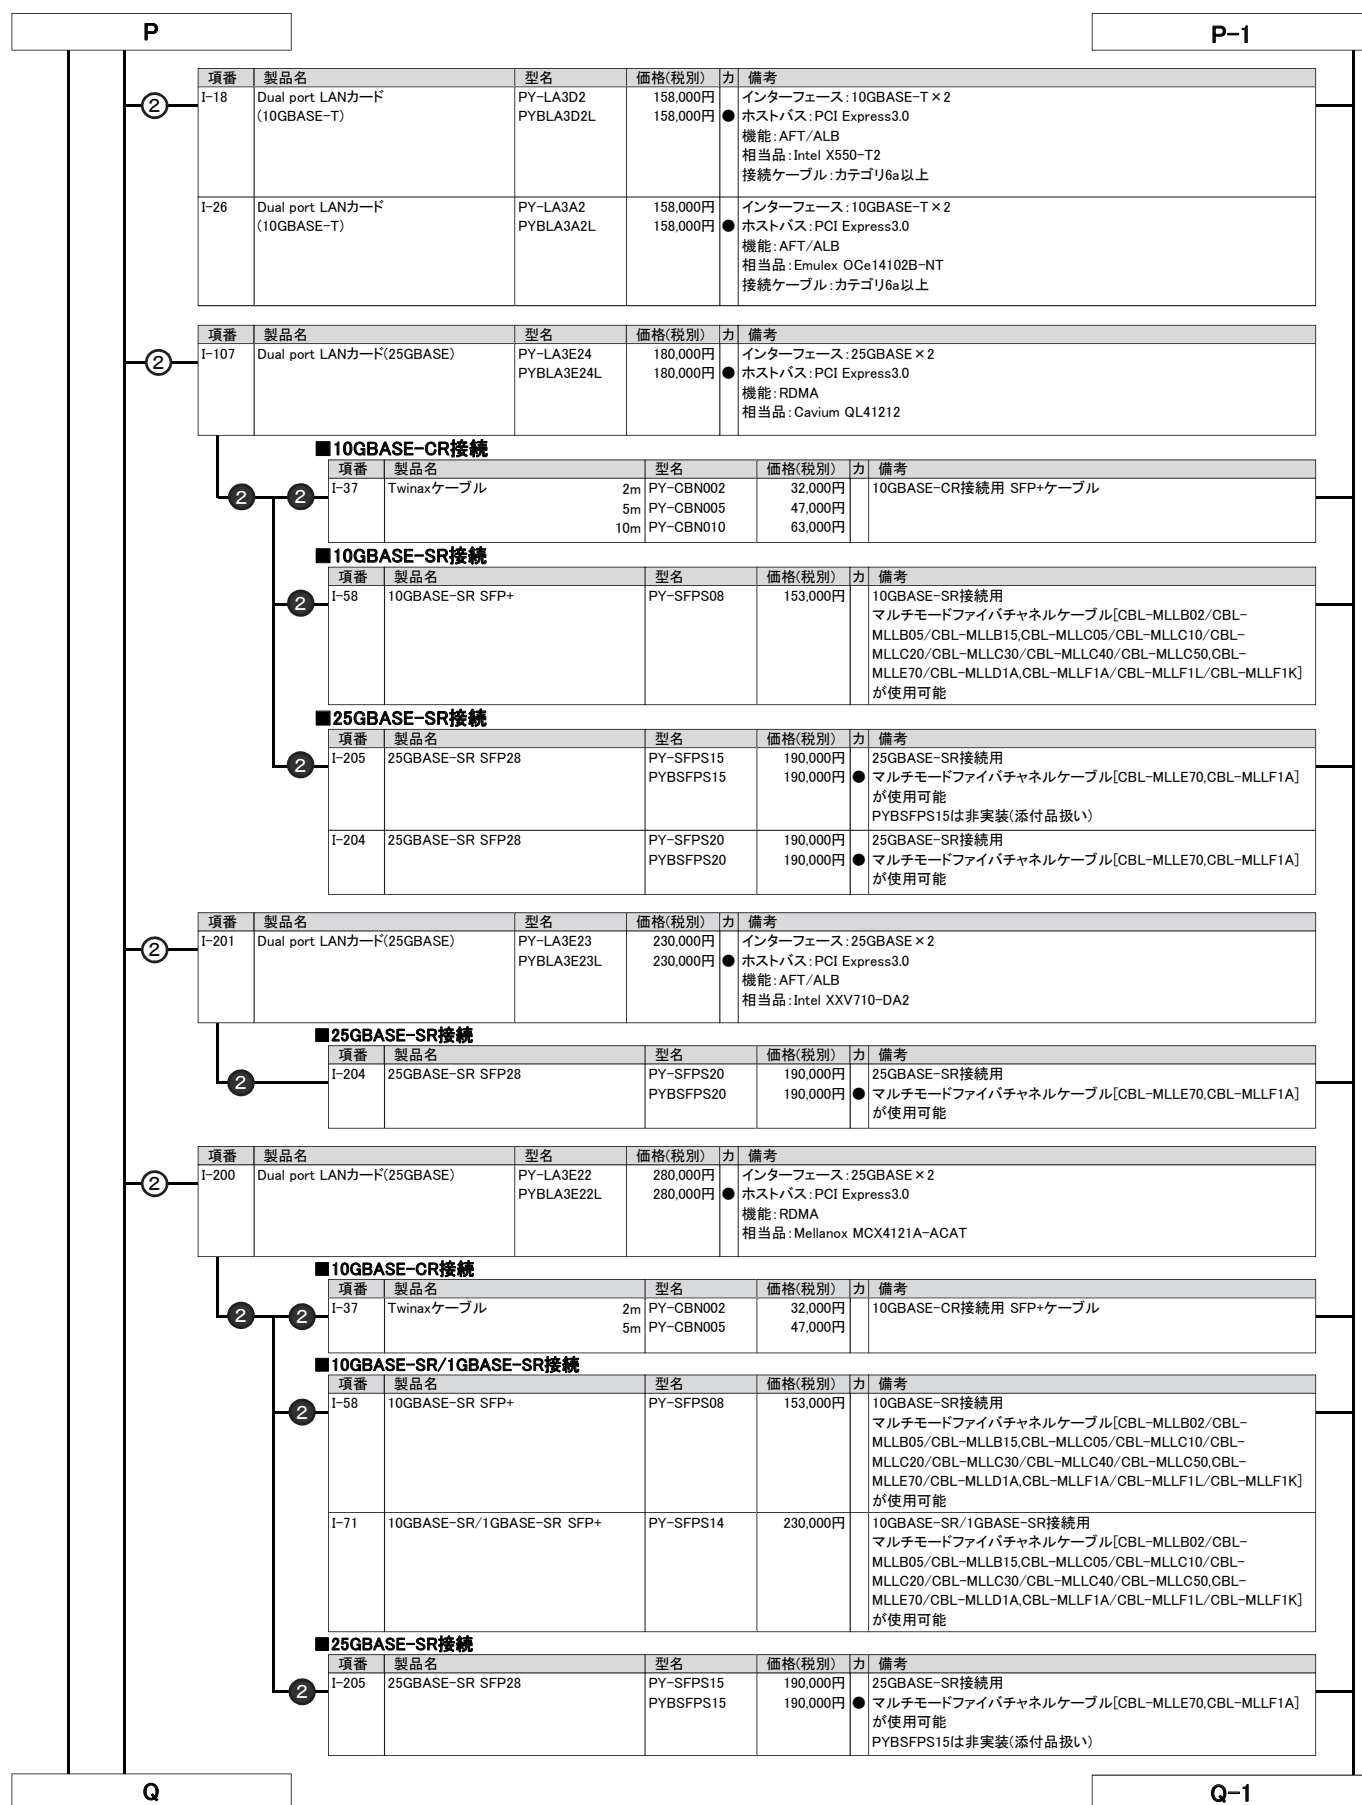 P
P-1
項番 製品名 型名 価格(税別) カ 備考
② I-18 Dual port LANカード PY-LA3D2 158,000円 インターフェース:10GBASE-T×2
(10GBASE-T) PYBLA3D2L 158,000円 ● ホストバス:PCI Express3.0
機能:AFT/ALB
相当品:Intel X550-T2
接続ケーブル:カテゴリ6a以上
I-26 Dual port LANカード PY-LA3A2 158,000円 インターフェース:10GBASE-T×2
(10GBASE-T) PYBLA3A2L 158,000円 ● ホストバス:PCI Express3.0
機能:AFT/ALB
相当品:Emulex OCe14102B-NT
接続ケーブル:カテゴリ6a以上
項番 製品名 型名 価格(税別) カ 備考
② I-107 Dual port LANカード(25GBASE) PY-LA3E24 180,000円 インターフェース:25GBASE×2
PYBLA3E24L 180,000円 ● ホストバス:PCI Express3.0
機能:RDMA
相当品:Cavium QL41212
■10GBASE-CR接続
項番 製品名 型名 価格(税別) カ 備考
2 2 I-37 Twinaxケーブル 2m PY-CBN002 32,000円 10GBASE-CR接続用 SFP+ケーブル
5m PY-CBN005 47,000円
10m PY-CBN010 63,000円
■10GBASE-SR接続
項番 製品名 型名 価格(税別) カ 備考
2 I-58 10GBASE-SR SFP+ PY-SFPS08 153,000円 10GBASE-SR接続用
マルチモードファイバチャネルケーブル[CBL-MLLB02/CBL-
MLLB05/CBL-MLLB15,CBL-MLLC05/CBL-MLLC10/CBL-
MLLC20/CBL-MLLC30/CBL-MLLC40/CBL-MLLC50,CBL-
MLLE70/CBL-MLLD1A,CBL-MLLF1A/CBL-MLLF1L/CBL-MLLF1K]
が使用可能
■25GBASE-SR接続
項番 製品名 型名 価格(税別) カ 備考
2 I-205 25GBASE-SR SFP28 PY-SFPS15 190,000円 25GBASE-SR接続用
PYBSFPS15 190,000円 ● マルチモードファイバチャネルケーブル[CBL-MLLE70,CBL-MLLF1A]
が使用可能
PYBSFPS15は非実装(添付品扱い)
I-204 25GBASE-SR SFP28 PY-SFPS20 190,000円 25GBASE-SR接続用
PYBSFPS20 190,000円 ● マルチモードファイバチャネルケーブル[CBL-MLLE70,CBL-MLLF1A]
が使用可能
項番 製品名 型名 価格(税別) カ 備考
② I-201 Dual port LANカード(25GBASE) PY-LA3E23 230,000円 インターフェース:25GBASE×2
PYBLA3E23L 230,000円 ● ホストバス:PCI Express3.0
機能:AFT/ALB
相当品:Intel XXV710-DA2
■25GBASE-SR接続
項番 製品名 型名 価格(税別) カ 備考
2 I-204 25GBASE-SR SFP28 PY-SFPS20 190,000円 25GBASE-SR接続用
PYBSFPS20 190,000円 ● マルチモードファイバチャネルケーブル[CBL-MLLE70,CBL-MLLF1A]
が使用可能
項番 製品名 型名 価格(税別) カ 備考
② I-200 Dual port LANカード(25GBASE) PY-LA3E22 280,000円 インターフェース:25GBASE×2
PYBLA3E22L 280,000円 ● ホストバス:PCI Express3.0
機能:RDMA
相当品:Mellanox MCX4121A-ACAT
■10GBASE-CR接続
項番 製品名 型名 価格(税別) カ 備考
2 2 I-37 Twinaxケーブル 2m PY-CBN002 32,000円 10GBASE-CR接続用 SFP+ケーブル
5m PY-CBN005 47,000円
■10GBASE-SR/1GBASE-SR接続
項番 製品名 型名 価格(税別) カ 備考
2 I-58 10GBASE-SR SFP+ PY-SFPS08 153,000円 10GBASE-SR接続用
マルチモードファイバチャネルケーブル[CBL-MLLB02/CBL-
MLLB05/CBL-MLLB15,CBL-MLLC05/CBL-MLLC10/CBL-
MLLC20/CBL-MLLC30/CBL-MLLC40/CBL-MLLC50,CBL-
MLLE70/CBL-MLLD1A,CBL-MLLF1A/CBL-MLLF1L/CBL-MLLF1K]
が使用可能
I-71 10GBASE-SR/1GBASE-SR SFP+ PY-SFPS14 230,000円 10GBASE-SR/1GBASE-SR接続用
マルチモードファイバチャネルケーブル[CBL-MLLB02/CBL-
MLLB05/CBL-MLLB15,CBL-MLLC05/CBL-MLLC10/CBL-
MLLC20/CBL-MLLC30/CBL-MLLC40/CBL-MLLC50,CBL-
MLLE70/CBL-MLLD1A,CBL-MLLF1A/CBL-MLLF1L/CBL-MLLF1K]
が使用可能
■25GBASE-SR接続
項番 製品名 型名 価格(税別) カ 備考
2 I-205 25GBASE-SR SFP28 PY-SFPS15 190,000円 25GBASE-SR接続用
PYBSFPS15 190,000円 ● マルチモードファイバチャネルケーブル[CBL-MLLE70,CBL-MLLF1A]
が使用可能
PYBSFPS15は非実装(添付品扱い)
Q
Q-1